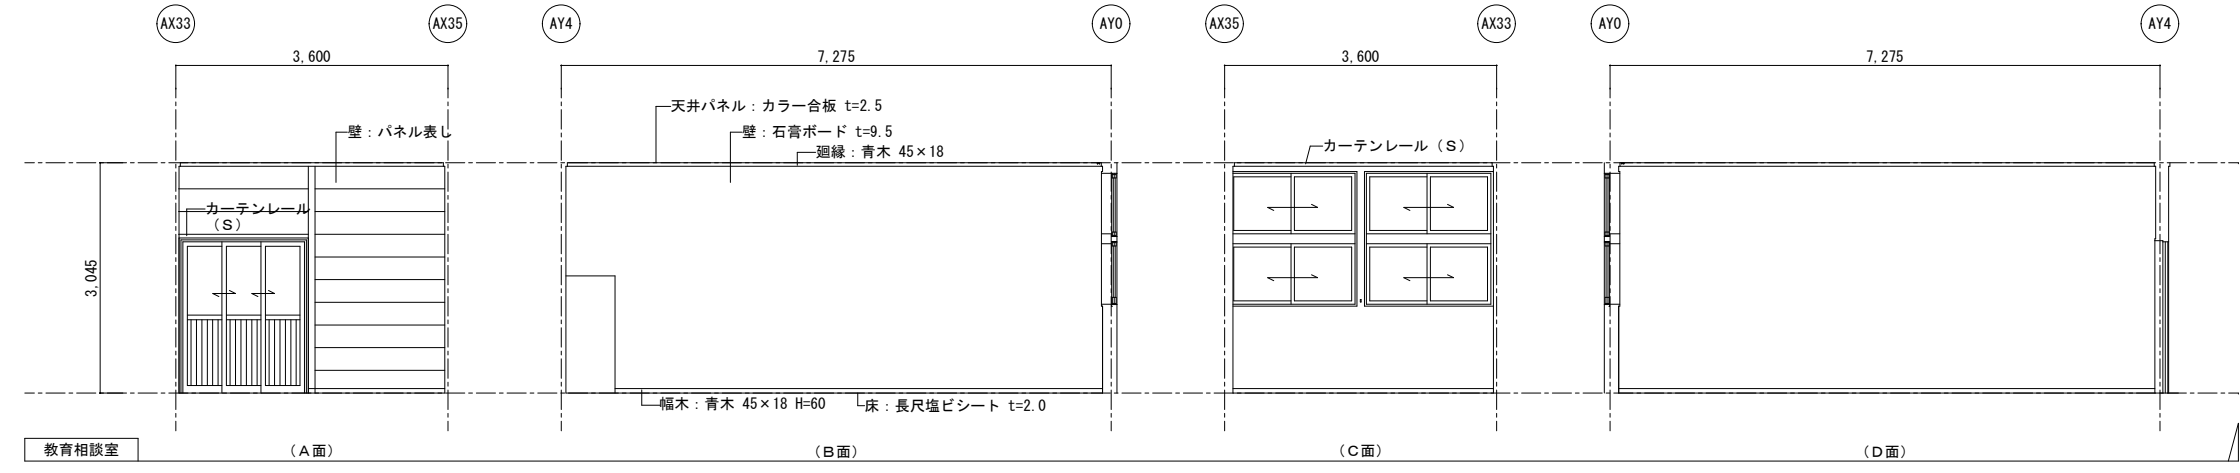 AX33
AX35
AY4
AY0
AX35
AX33
AY0
AY4
3,600
7,275
3,600
7,275
天井パネル：カラー合板 t=2.5
壁：パネル表し
壁：石膏ボード t=9.5
廻縁：青木 45×18
カーテンレール（S）
カーテンレール
（S）
3,045
幅木：青木 45×18 H=60
床：長尺塩ビシート t=2.0
教育相談室
（A面）
（B面）
（C面）
（D面）